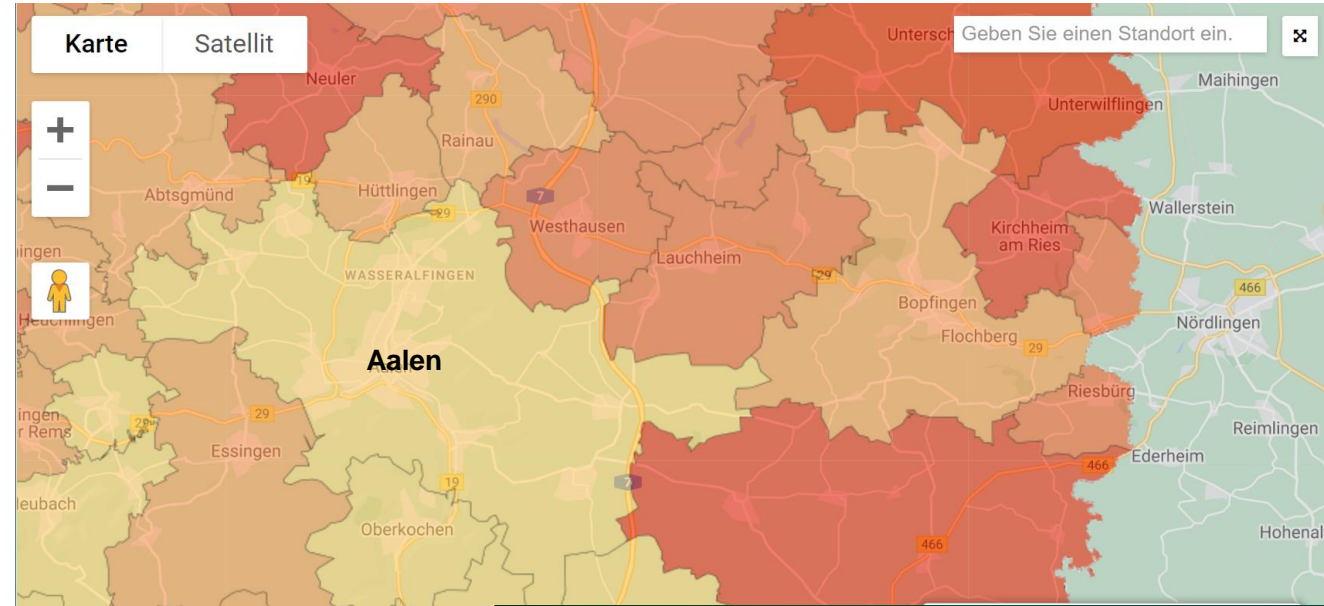 Karte
Satellit
Untersch
Geben Sie einen Standort ein.
Neuler
Maihingen
290
Unterwilflingen
+
Rainau
−
19
Abtsgmünd
Hüttlingen
7
29
Wallerstein
Westhausen
Kirchheim
am Ries
ingen
Lauchheim
WASSERALFINGEN
29
466
Bopfingen
Heuchlingen
Nördlingen
Flochberg
29
Aalen
Riesbürg
ingen
29
29
r Rems
Reimlingen
Essingen
Ederheim
466
19
7
leubach
Oberkochen
Hohenal
466